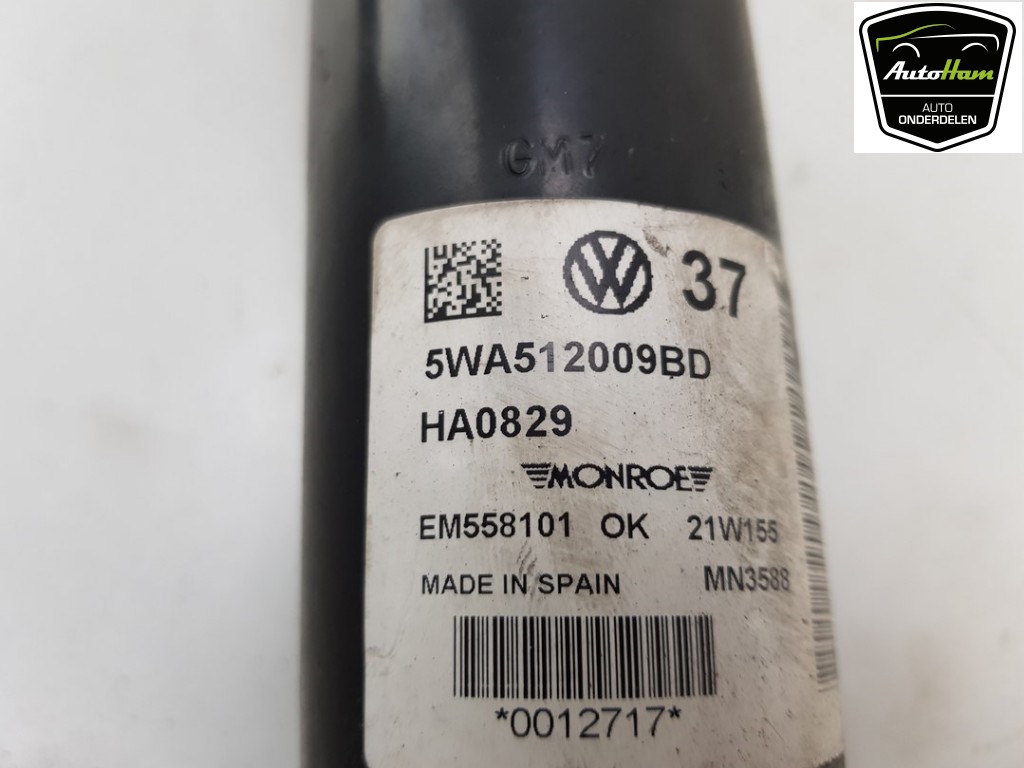 AutoHam
AUTO
ONDERDELEN
GM7
37
5WA512009BD
HA0829
MONROE
EM558101 OK 21W155
MADE IN SPAIN MN3588
*0012717*